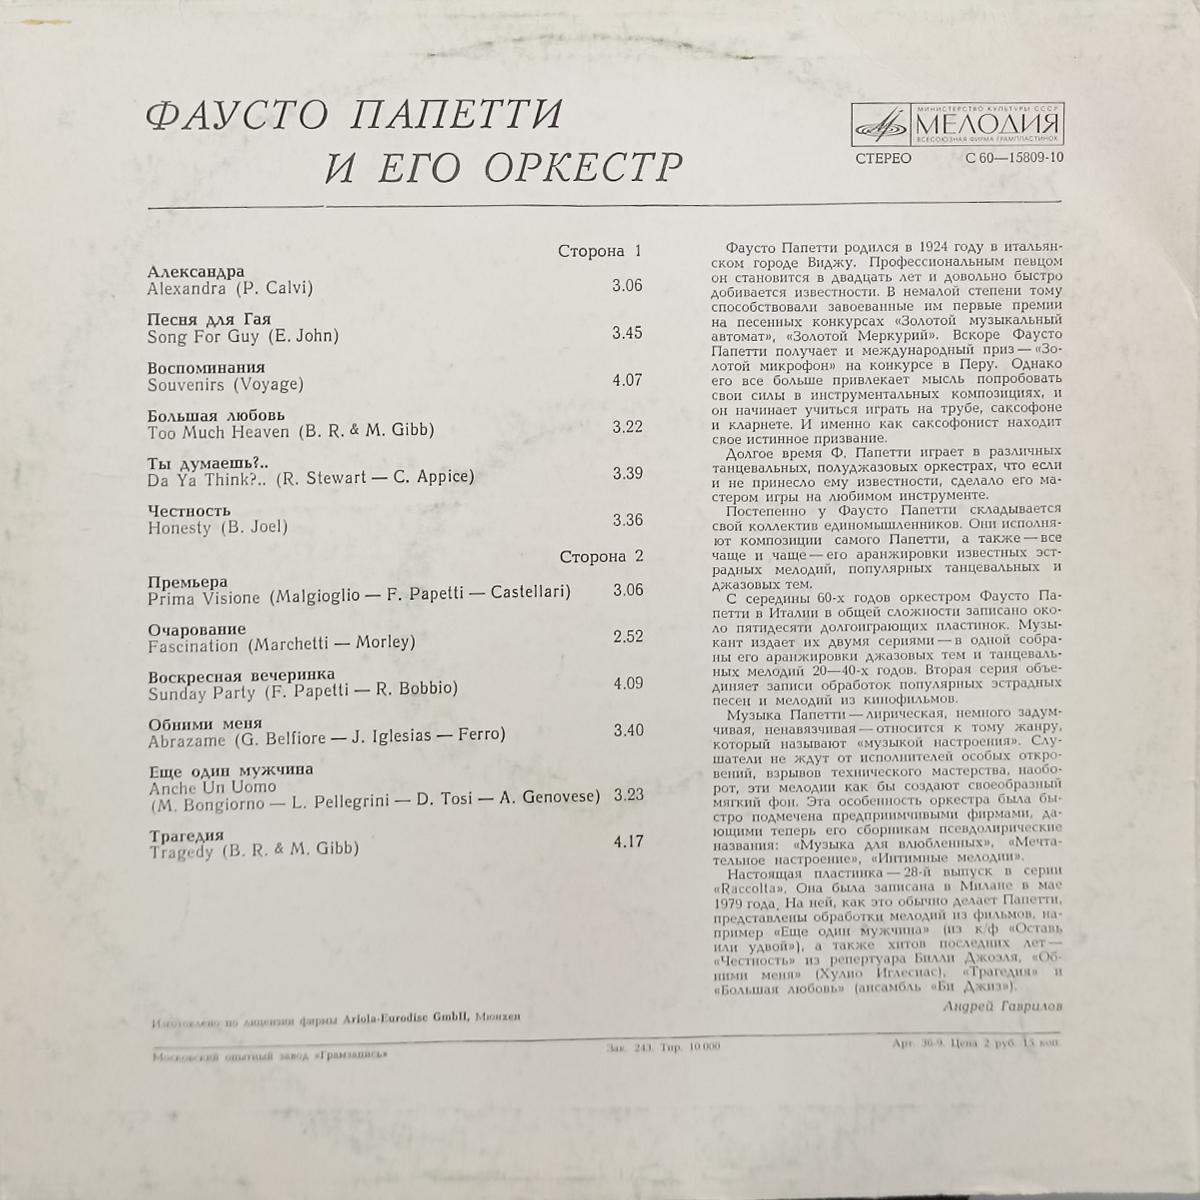 ФАУСТО ПАПЕТТИ
И ЕГО ОРКЕСТР
МИНИСТЕРСТВО КУЛЬТУРЫ СССР
МЕЛОДИЯ
ВСЕСОЮЗНАЯ ФИРМА ГРАМПЛАСТИНОК
СТЕРЕО С 60—15809-10
Сторона 1
Александра
Alexandra (P. Calvi) 3.06
Песня для Гая
Song For Guy (E. John) 3.45
Воспоминания
Souvenirs (Voyage) 4.07
Большая любовь
Too Much Heaven (B. R. & M. Gibb) 3.22
Ты думаешь?..
Da Ya Think?.. (R. Stewart — C. Appice) 3.39
Честность
Honesty (B. Joel) 3.36
Сторона 2
Премьера
Prima Visione (Malgioglio — F. Papetti — Castellari) 3.06
Очарование
Fascination (Marchetti — Morley) 2.52
Воскресная вечеринка
Sunday Party (F. Papetti — R. Bobbio) 4.09
Обними меня
Abrazame (G. Belfiore — J. Iglesias — Ferro) 3.40
Еще один мужчина
Anche Un Uomo
(M. Bongiorno — L. Pellegrini — D. Tosi — A. Genovese) 3.23
Трагедия
Tragedy (B. R. & M. Gibb) 4.17
Фаусто Папетти родился в 1924 году в итальян-
ском городе Виджу. Профессиональным певцом
он становится в двадцать лет и довольно быстро
добивается известности. В немалой степени тому
способствовали завоеванные им первые премии
на песенных конкурсах «Золотой музыкальный
автомат», «Золотой Меркурий». Вскоре Фаусто
Папетти получает и международный приз — «Зо-
лотой микрофон» на конкурсе в Перу. Однако
его все больше привлекает мысль попробовать
свои силы в инструментальных композициях, и
он начинает учиться играть на трубе, саксофоне
и кларнете. И именно как саксофонист находит
свое истинное призвание.
Долгое время Ф. Папетти играет в различных
танцевальных, полуджазовых оркестрах, что если
и не принесло ему известности, сделало его ма-
стером игры на любимом инструменте.
Постепенно у Фаусто Папетти складывается
свой коллектив единомышленников. Они исполня-
ют композиции самого Папетти, а также — все
чаще и чаще — его аранжировки известных эст-
радных мелодий, популярных танцевальных и
джазовых тем.
С середины 60-х годов оркестром Фаусто Па-
петти в Италии в общей сложности записано око-
ло пятидесяти долгоиграющих пластинок. Музы-
кант издает их двумя сериями — в одной собра-
ны его аранжировки джазовых тем и танцеваль-
ных мелодий 20—40-х годов. Вторая серия объе-
диняет записи обработок популярных эстрадных
песен и мелодий из кинофильмов.
Музыка Папетти — лирическая, немного задум-
чивая, ненавязчивая — относится к тому жанру,
который называют «музыкой настроения». Слу-
шатели не ждут от исполнителей особых откро-
вений, взрывов технического мастерства, наобо-
рот, эти мелодии как бы создают своеобразный
мягкий фон. Эта особенность оркестра была бы-
стро подмечена предприимчивыми фирмами, да-
ющими теперь его сборникам псевдолирические
названия: «Музыка для влюбленных», «Мечта-
тельное настроение», «Интимные мелодии».
Настоящая пластинка — 28-й выпуск в серии
«Raccolta». Она была записана в Милане в мае
1979 года. На ней, как это обычно делает Папетти,
представлены обработки мелодий из фильмов, на-
пример «Еще один мужчина» (из к/ф «Оставь
или удвой»), а также хитов последних лет —
«Честность» из репертуара Билли Джоэля, «Об-
ними меня» (Хулио Иглесиас), «Трагедия» и
«Большая любовь» (ансамбль «Би Джиз»).
Андрей Гаврилов
Изготовлено по лицензии фирмы Ariola-Eurodisc GmbH, Мюнхен
Московский опытный завод «Грамзапись» Зак. 243. Тир. 10 000 Арт. 36-9. Цена 2 руб. 15 коп.